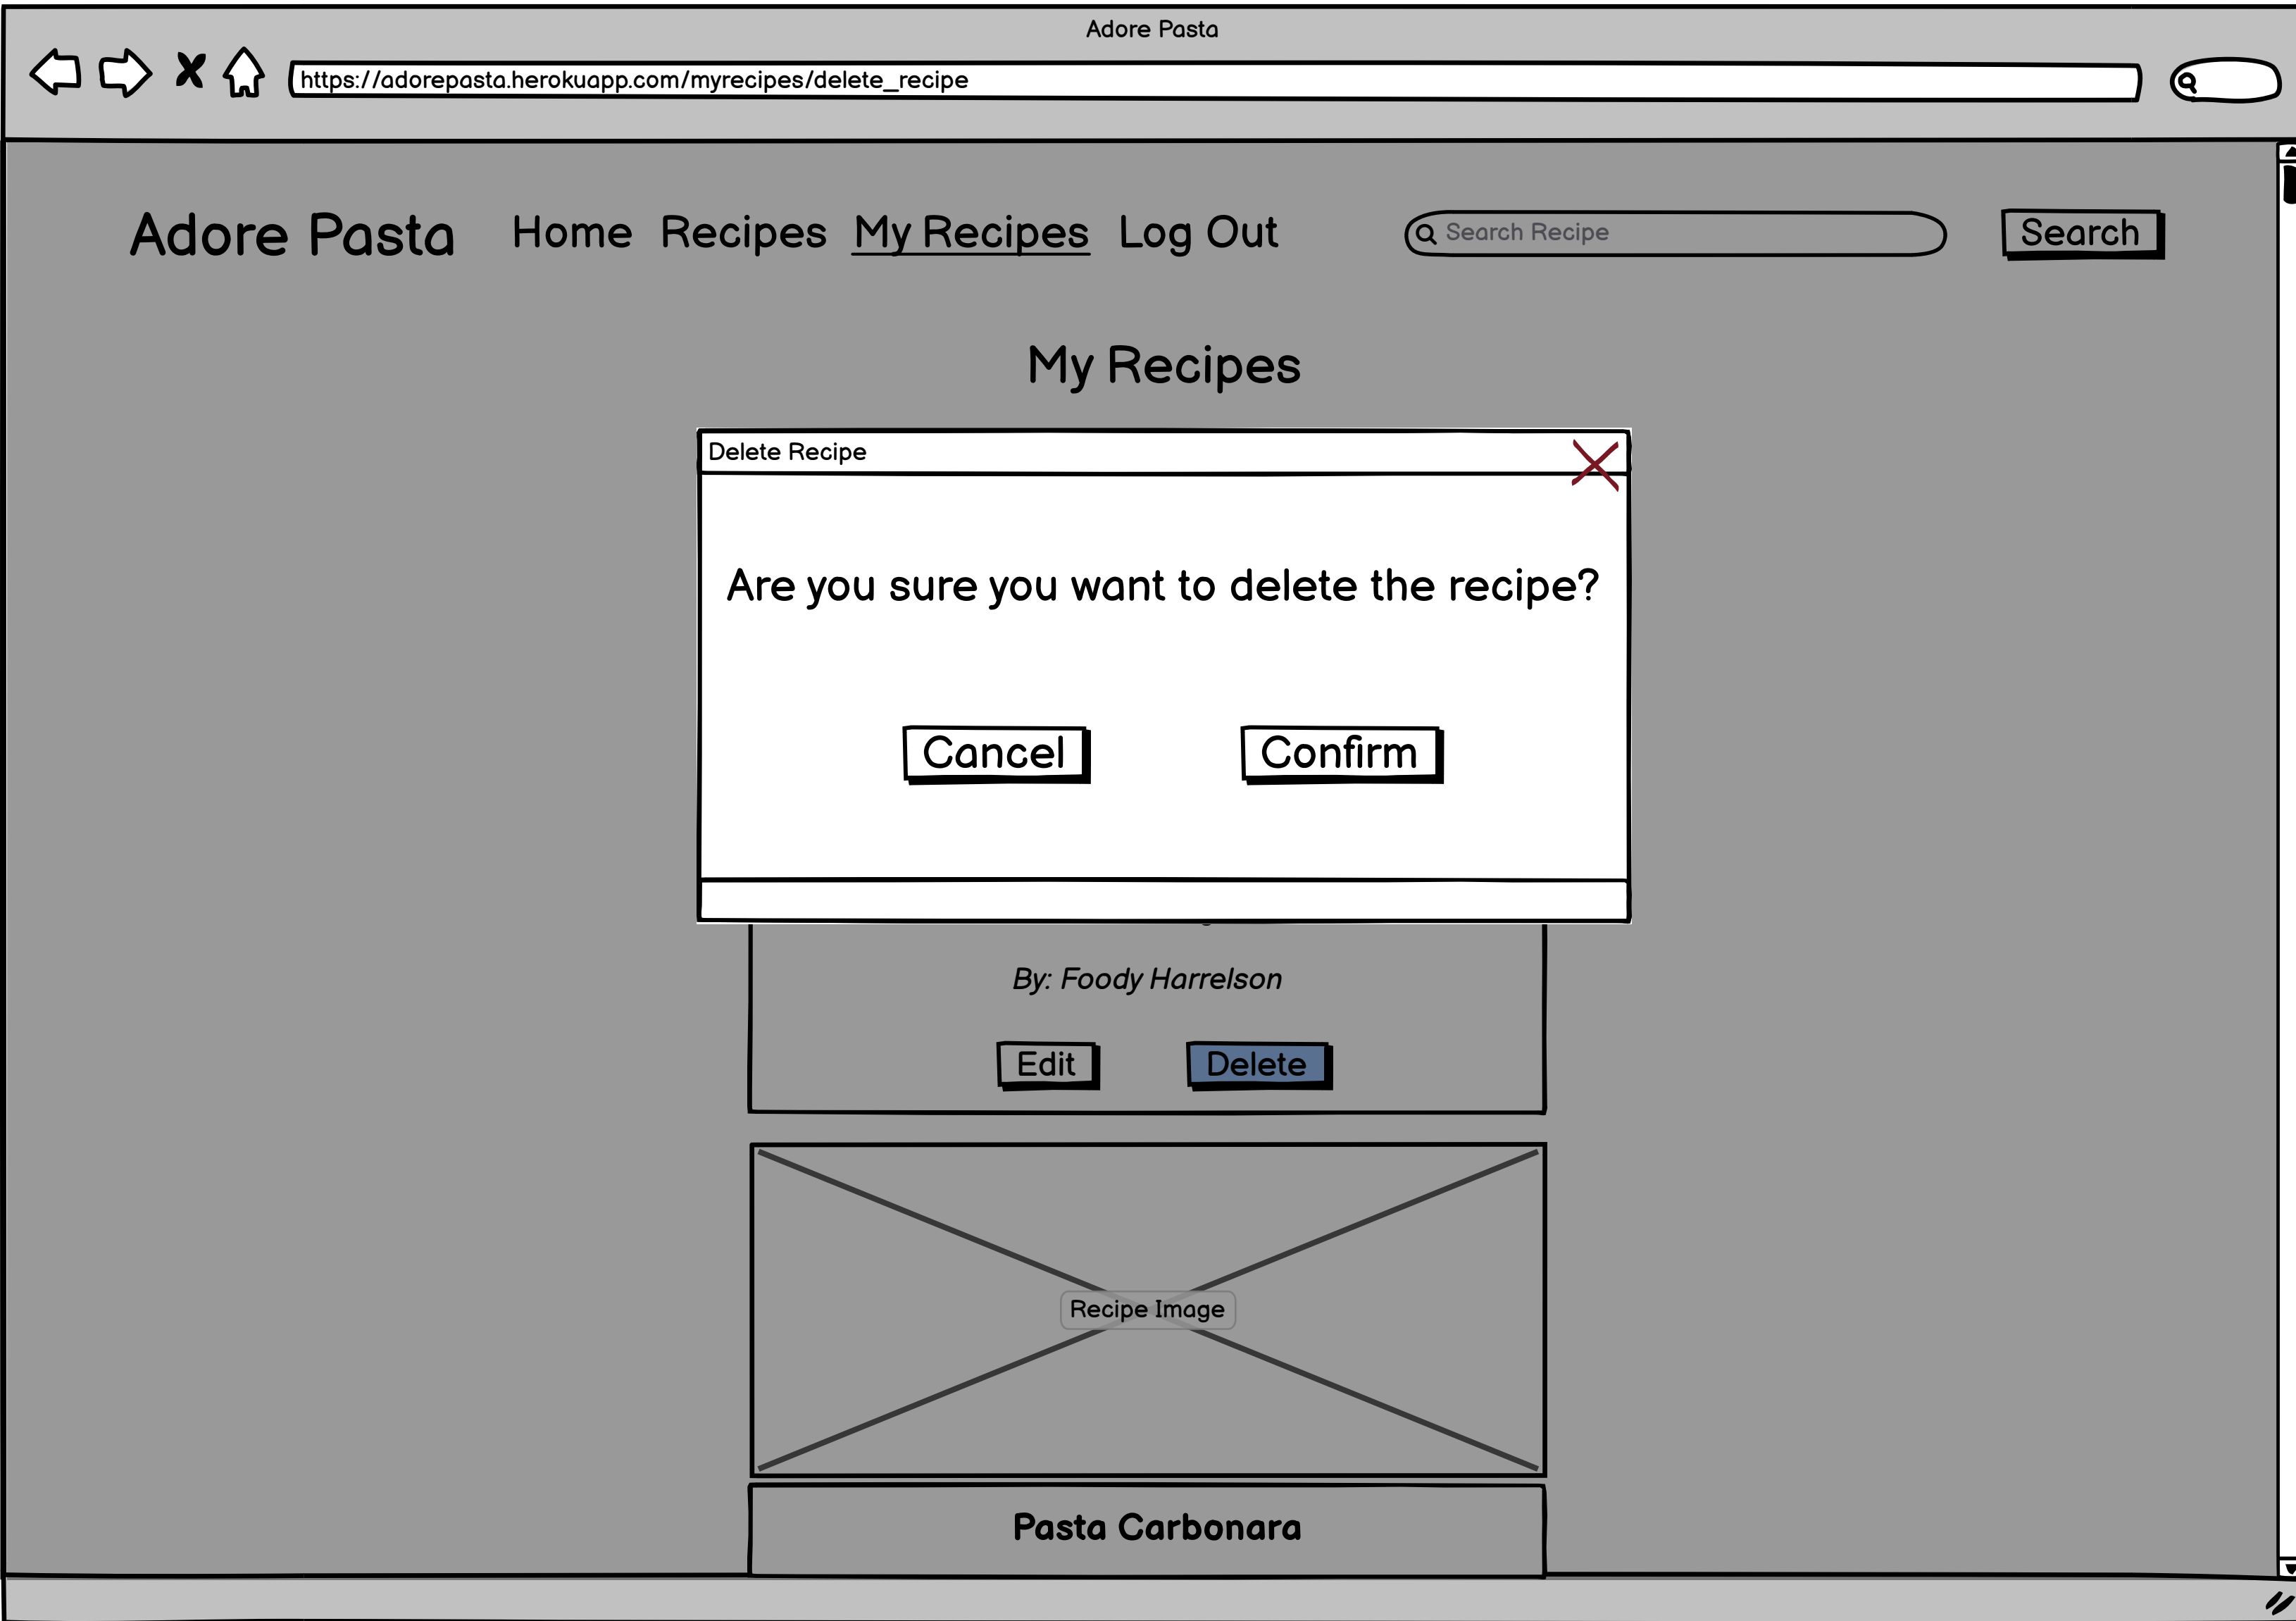 Adore Pasta
https://adorepasta.herokuapp.com/myrecipes/delete_recipe
Adore Pasta Home Recipes My Recipes Log Out Search Recipe Search
My Recipes
Delete Recipe
Are you sure you want to delete the recipe?
Cancel Confirm
By: Foody Harrelson
Edit Delete
Recipe Image
Pasta Carbonara